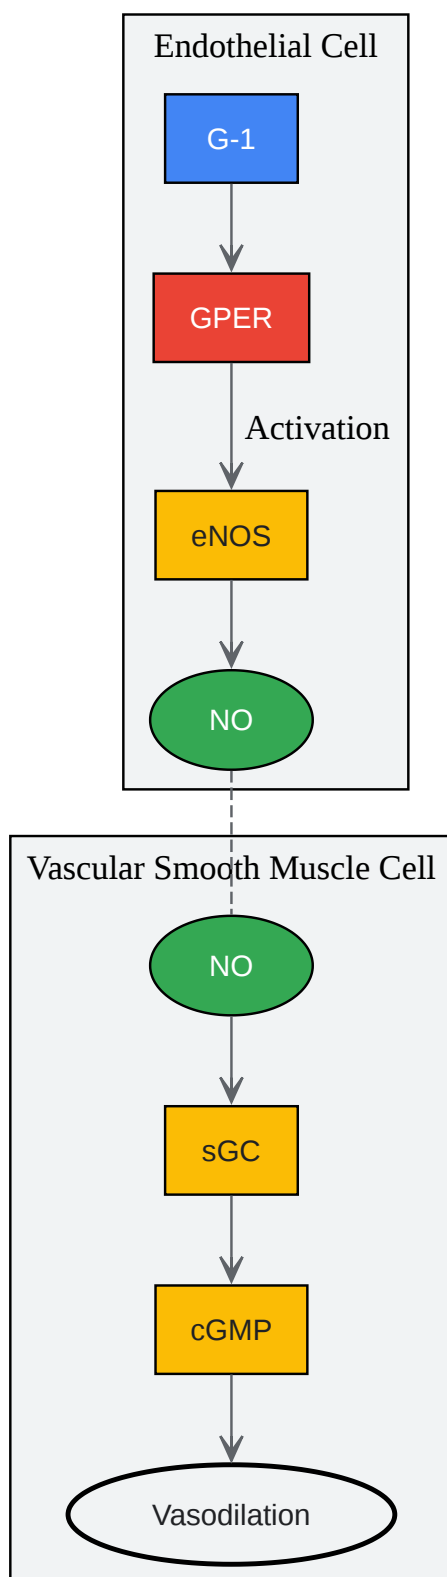 Endothelial Cell
G-1
GPER
Activation
eNOS
NO
Vascular Smooth Muscle Cell
NO
sGC
cGMP
Vasodilation